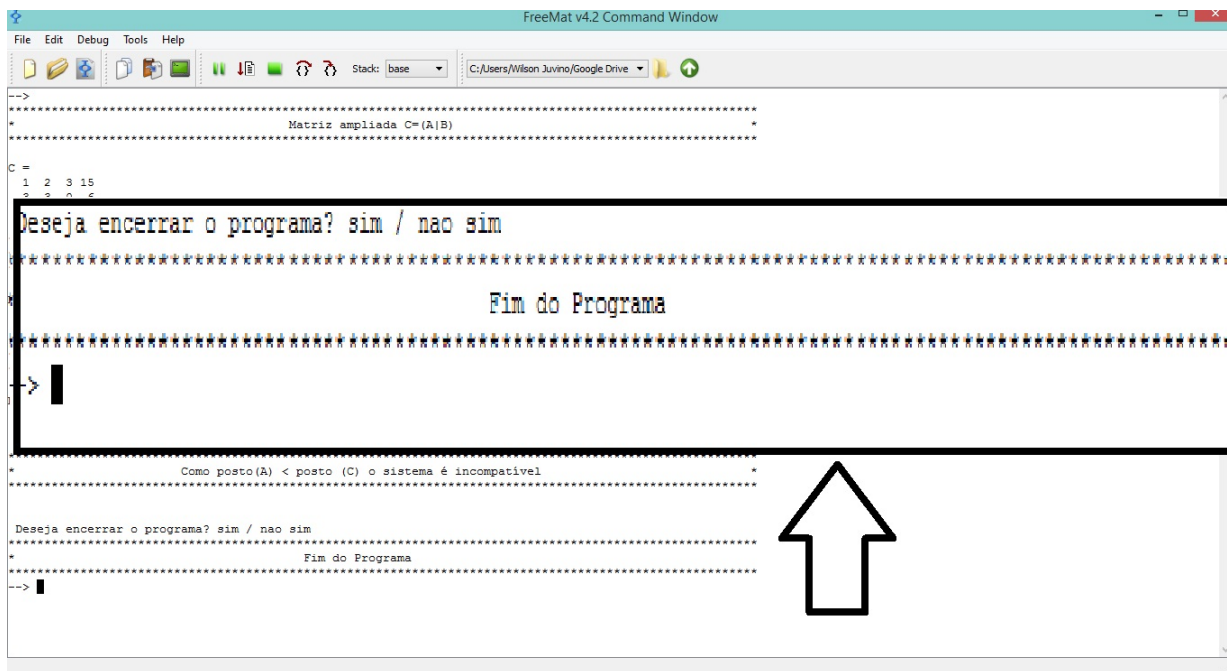 FreeMat v4.2 Command Window
File Edit Debug Tools Help
Stack: base C:/Users/Wilson Juvino/Google Drive
-->
****************************************************************************************************
* Matriz ampliada C=(A|B) *
****************************************************************************************************
C =
1 2 3 15
Deseja encerrar o programa? sim / nao sim
****************************************************************************************************
* Fim do Programa
****************************************************************************************************
-->
****************************************************************************************************
* Como posto(A) < posto (C) o sistema é incompatível *
****************************************************************************************************
Deseja encerrar o programa? sim / nao sim
****************************************************************************************************
* Fim do Programa *
****************************************************************************************************
-->